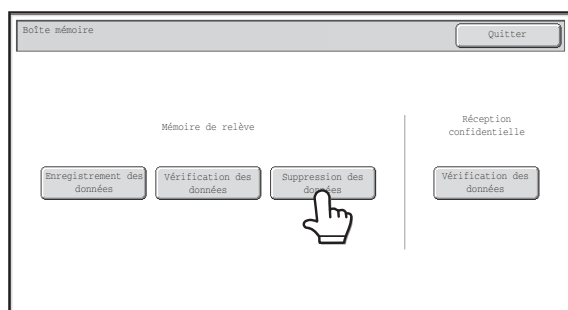 Boîte mémoire
Quitter
Mémoire de relève
Réception
confidentielle
Enregistrement des
données
Vérification des
données
Suppression des
données
Vérification des
données